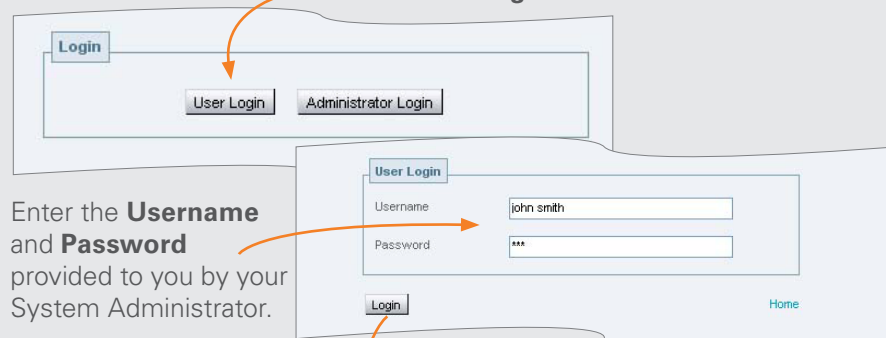 Login
User Login Administrator Login
User Login
Username john smith
Password ***
Login Home
Enter the Username
and Password
provided to you by your
System Administrator.